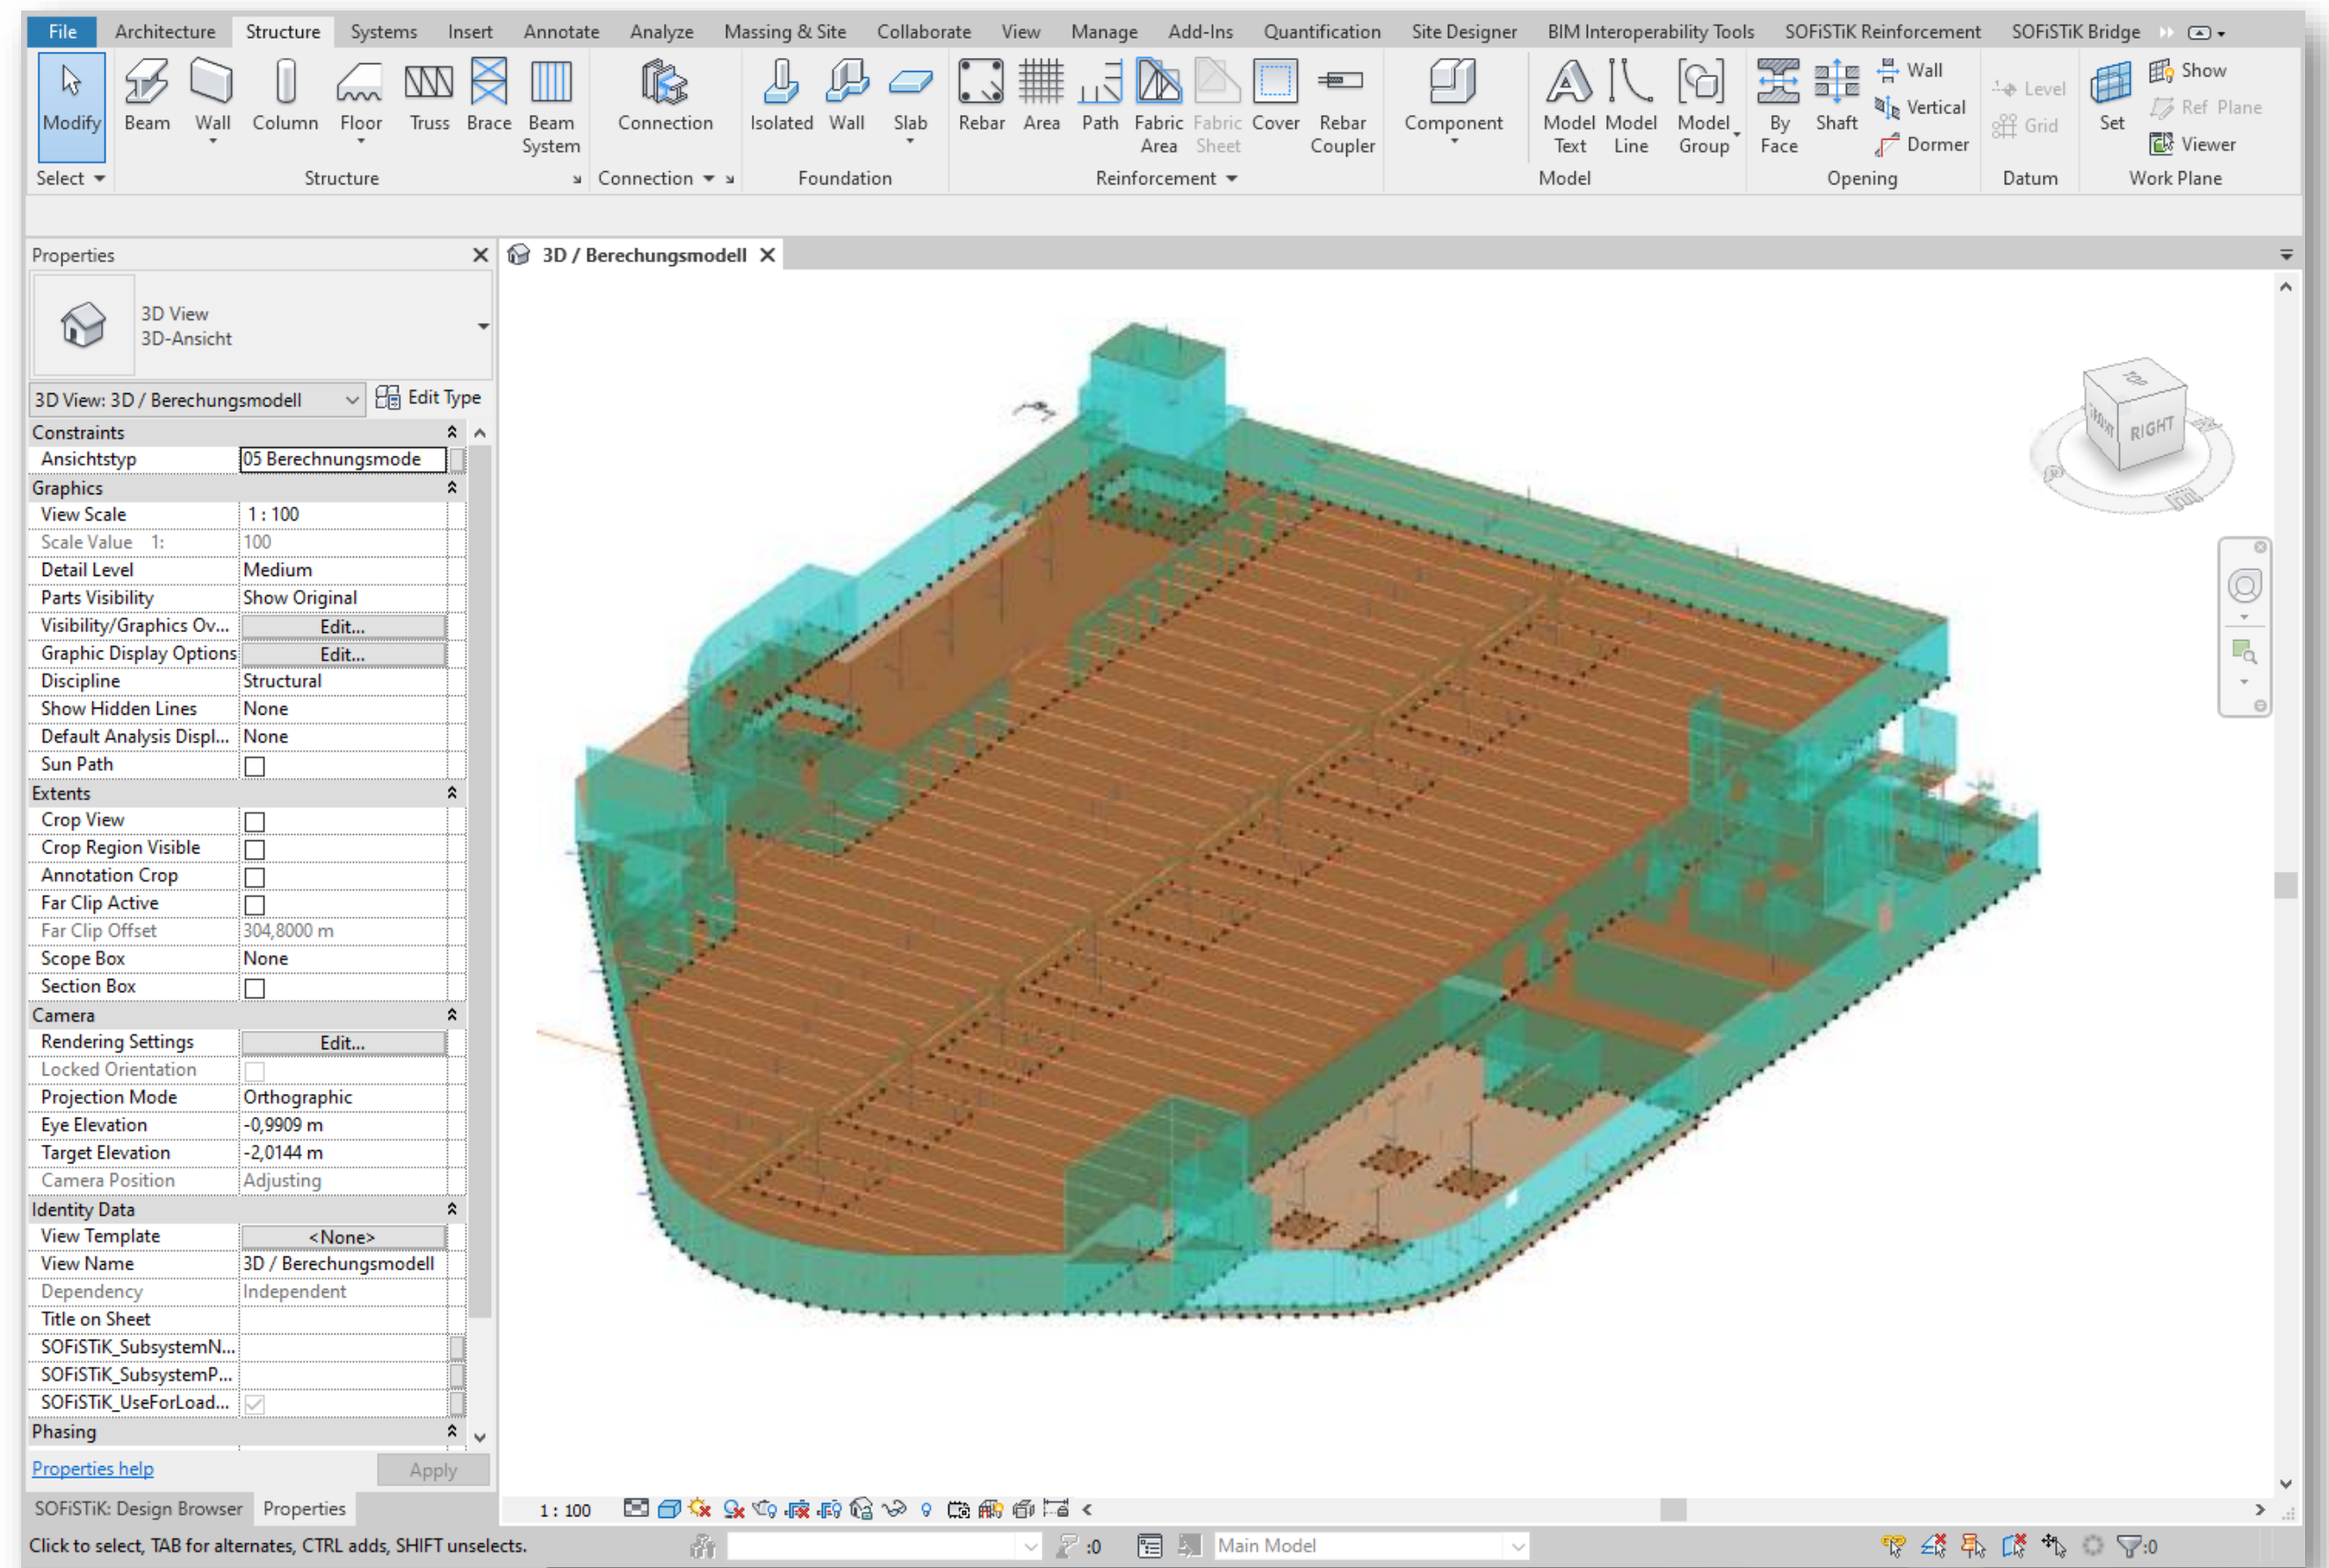 File Architecture Structure Systems Insert Annotate Analyze Massing & Site Collaborate View Manage Add-Ins Quantification Site Designer BIM Interoperability Tools SOFiSTiK Reinforcement SOFiSTiK Bridge
Modify Beam Wall Column Floor Truss Brace Beam System Connection Isolated Wall Slab Rebar Area Path Fabric Area Fabric Sheet Cover Rebar Coupler Component Model Text Model Line Model Group By Face Shaft Wall Vertical Dormer Level Grid Set Show Ref Plane Viewer
Select Structure Connection Foundation Reinforcement Model Opening Datum Work Plane
Properties
3D / Berechungsmodell
3D View
3D-Ansicht
3D View: 3D / Berechungsmodell Edit Type
Constraints
Ansichtstyp 05 Berechnungsmode
Graphics
View Scale 1 : 100
Scale Value 1: 100
Detail Level Medium
Parts Visibility Show Original
Visibility/Graphics Ov... Edit...
Graphic Display Options Edit...
Discipline Structural
Show Hidden Lines None
Default Analysis Displ... None
Sun Path
Extents
Crop View
Crop Region Visible
Annotation Crop
Far Clip Active
Far Clip Offset 304,8000 m
Scope Box None
Section Box
Camera
Rendering Settings Edit...
Locked Orientation
Projection Mode Orthographic
Eye Elevation -0,9909 m
Target Elevation -2,0144 m
Camera Position Adjusting
Identity Data
View Template <None>
View Name 3D / Berechungsmodell
Dependency Independent
Title on Sheet
SOFiSTiK_SubsystemN...
SOFiSTiK_SubsystemP...
SOFiSTiK_UseForLoad...
Phasing
Properties help Apply
SOFiSTiK: Design Browser Properties
TOP
FRONT RIGHT
1 : 100
Click to select, TAB for alternates, CTRL adds, SHIFT unselects.
:0 Main Model :0